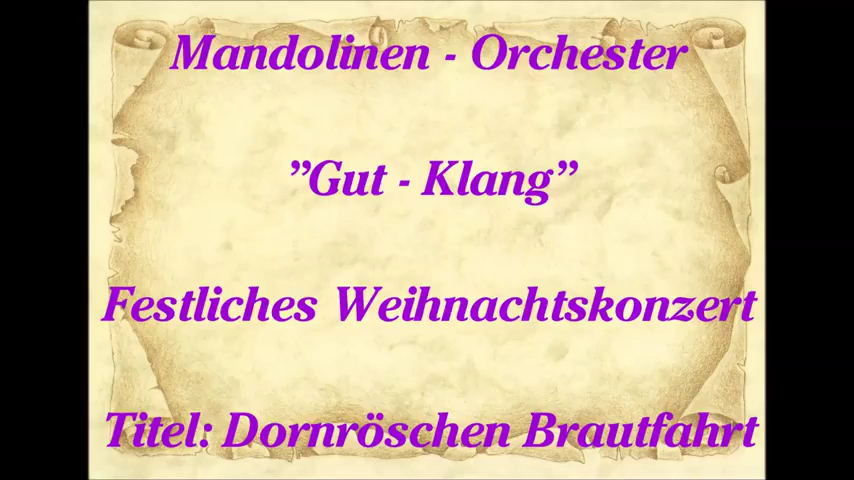 Mandolinen - Orchester
”Gut - Klang”
Festliches Weihnachtskonzert
Titel: Dornröschen Brautfahrt